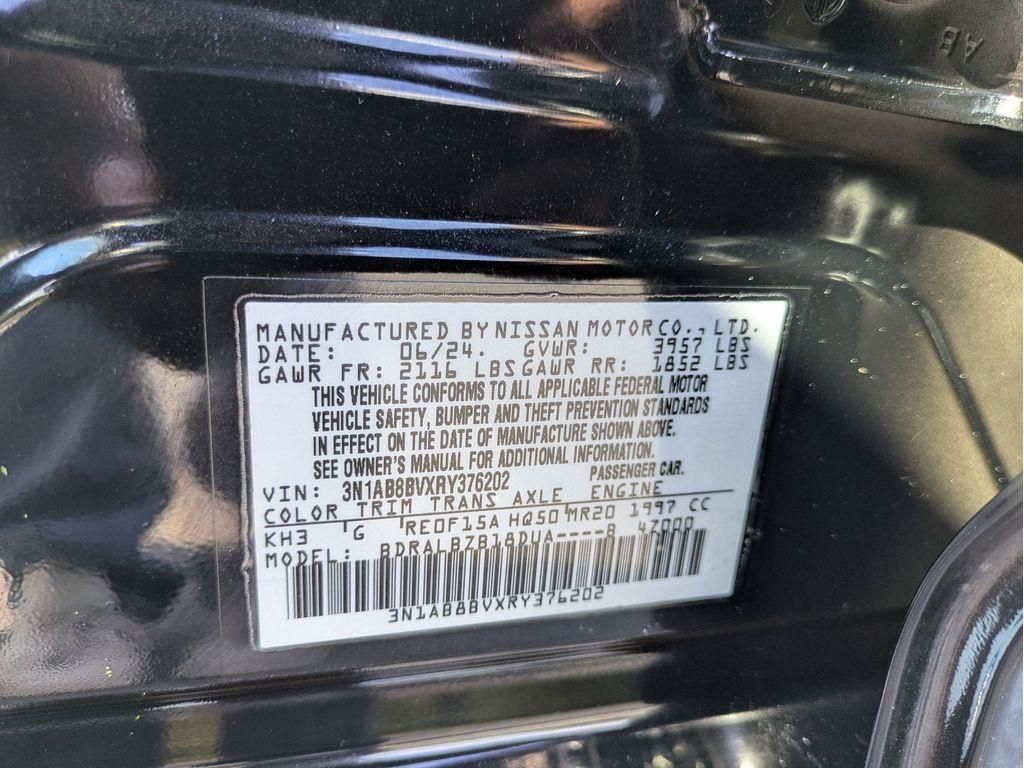 AB
MANUFACTURED BY NISSAN MOTOR CO., LTD.
DATE: 06/24. GVWR: 3957 LBS
GAWR FR: 2116 LBS GAWR RR: 1852 LBS
THIS VEHICLE CONFORMS TO ALL APPLICABLE FEDERAL MOTOR
VEHICLE SAFETY, BUMPER AND THEFT PREVENTION STANDARDS
IN EFFECT ON THE DATE OF MANUFACTURE SHOWN ABOVE.
SEE OWNER'S MANUAL FOR ADDITIONAL INFORMATION.
VIN: 3N1AB8BVXRY376202 PASSENGER CAR.
COLOR TRIM TRANS AXLE ENGINE
KH3 G RE0F15A HQ50 MR20 1997 CC
MODEL: BDRALBZB18DUA----B 47000
3N1AB8BVXRY376202